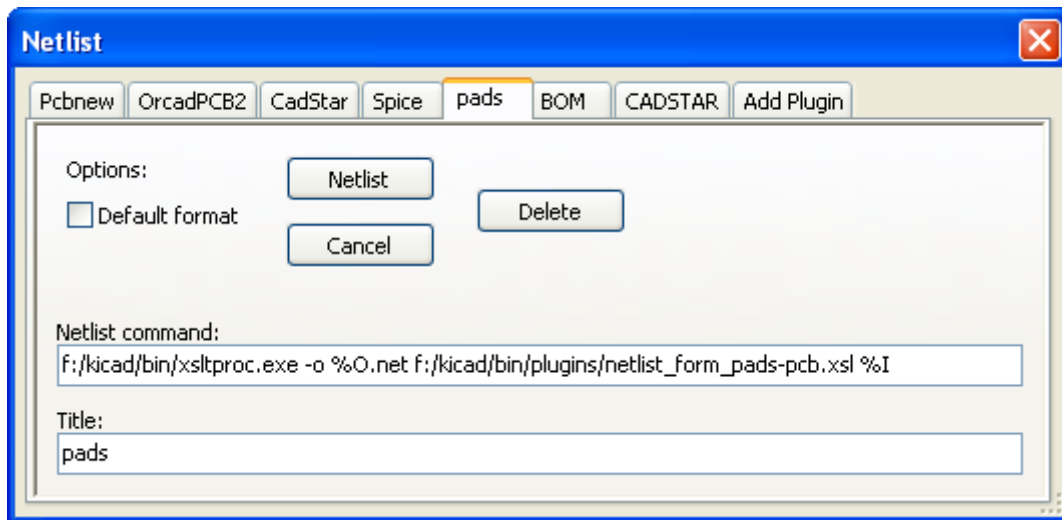 Netlist
Pcbnew OrcadPCB2 CadStar Spice pads BOM CADSTAR Add Plugin
Options:
Netlist
Default format
Delete
Cancel
Netlist command:
f:/kicad/bin/xsltproc.exe -o %O.net f:/kicad/bin/plugins/netlist_form_pads-pcb.xsl %I
Title:
pads